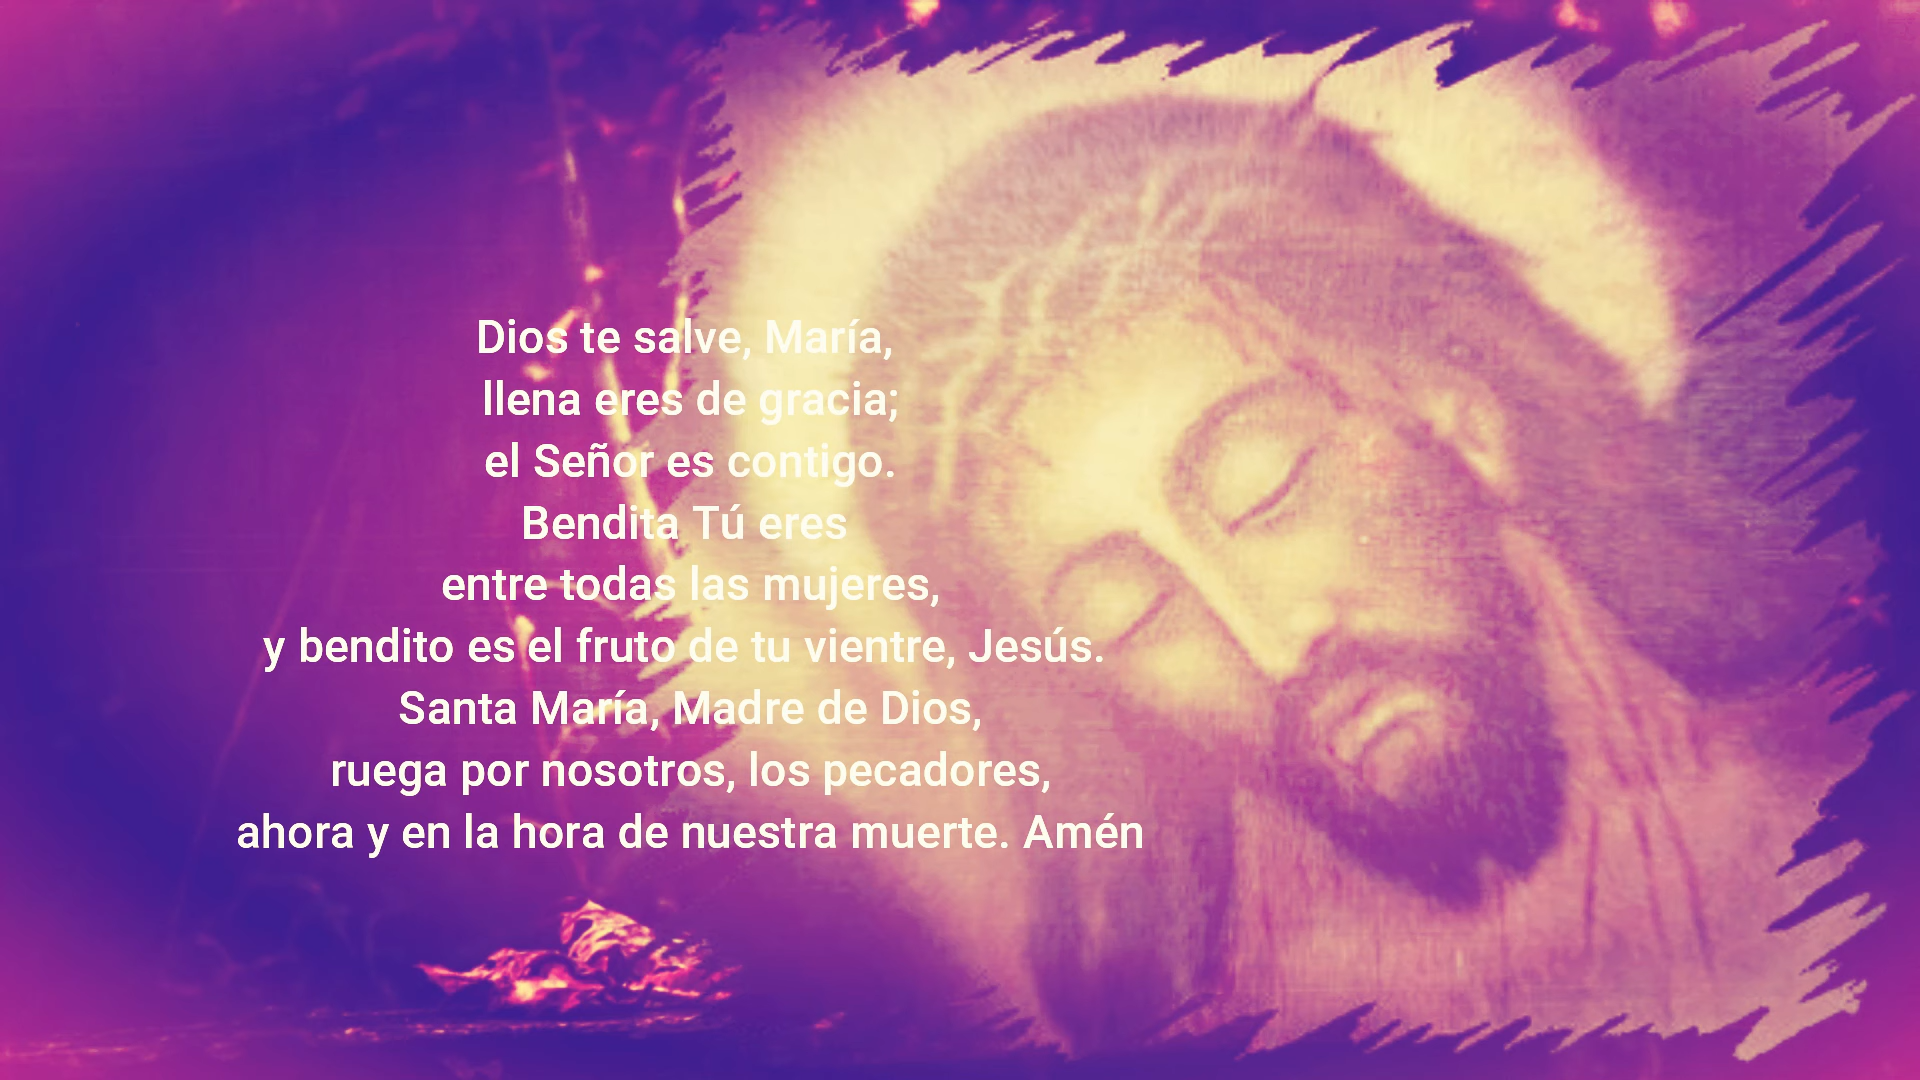 Dios te salve, María,
llena eres de gracia;
el Señor es contigo.
Bendita Tú eres
entre todas las mujeres,
y bendito es el fruto de tu vientre, Jesús.
Santa María, Madre de Dios,
ruega por nosotros, los pecadores,
ahora y en la hora de nuestra muerte. Amén